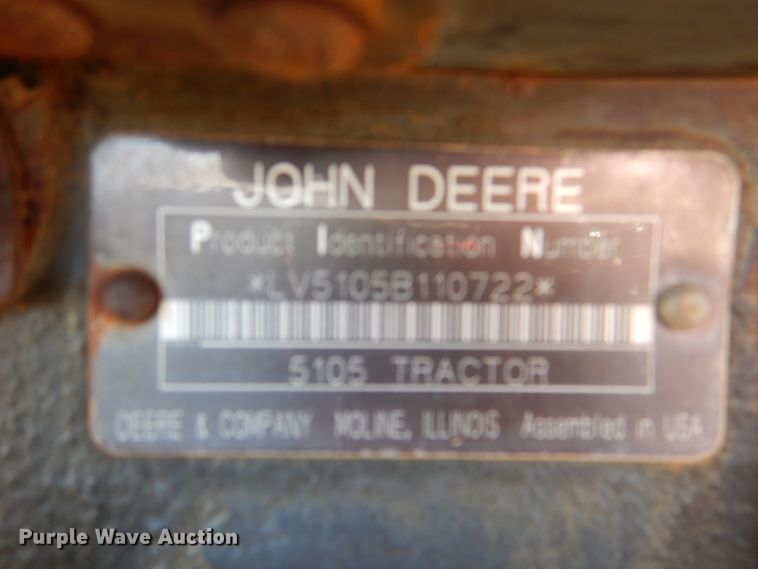 JOHN DEERE
Product Identification Number
*LV5105B110722*
5105 TRACTOR
DEERE & COMPANY MOLINE, ILLINOIS Assembled in USA
Purple Wave Auction